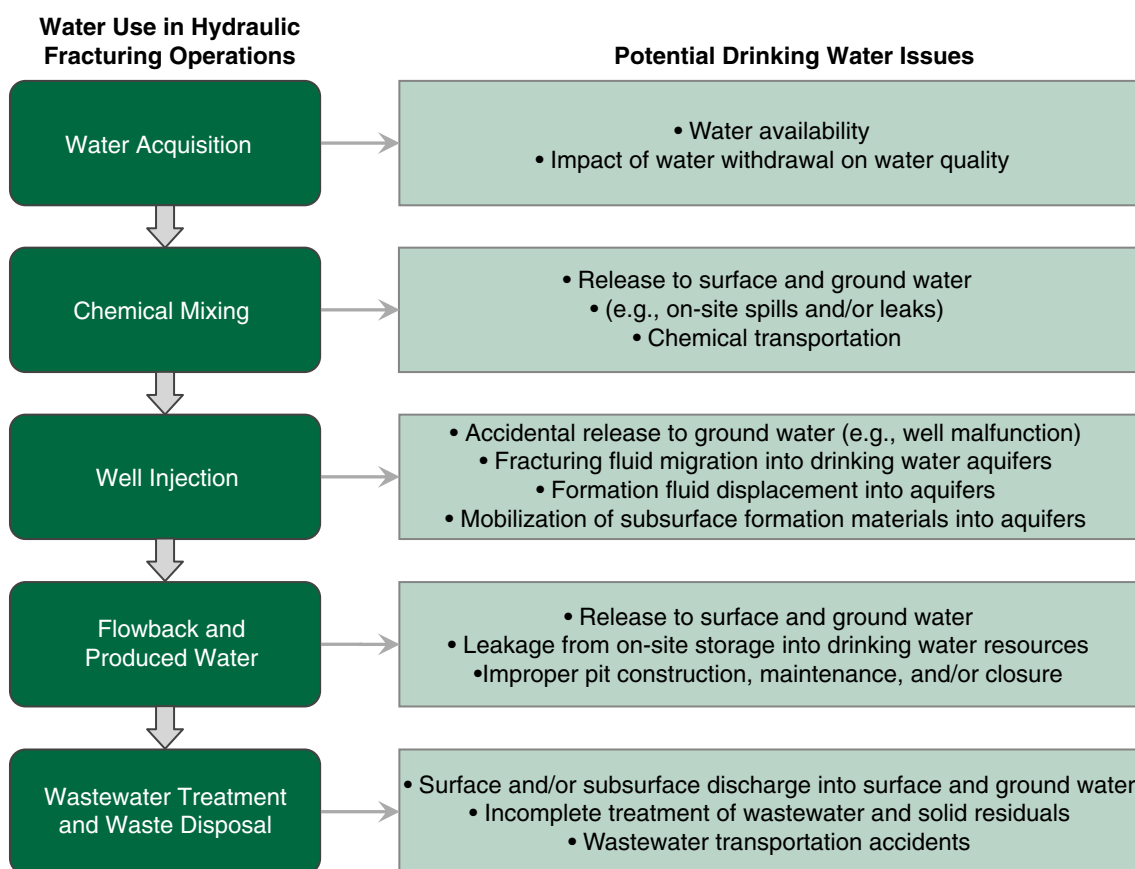 Water Use in Hydraulic
Fracturing Operations
Potential Drinking Water Issues
Water Acquisition
• Water availability
• Impact of water withdrawal on water quality
Chemical Mixing
• Release to surface and ground water
• (e.g., on-site spills and/or leaks)
• Chemical transportation
Well Injection
• Accidental release to ground water (e.g., well malfunction)
• Fracturing fluid migration into drinking water aquifers
• Formation fluid displacement into aquifers
• Mobilization of subsurface formation materials into aquifers
Flowback and
Produced Water
• Release to surface and ground water
• Leakage from on-site storage into drinking water resources
•Improper pit construction, maintenance, and/or closure
Wastewater Treatment
and Waste Disposal
• Surface and/or subsurface discharge into surface and ground water
• Incomplete treatment of wastewater and solid residuals
• Wastewater transportation accidents